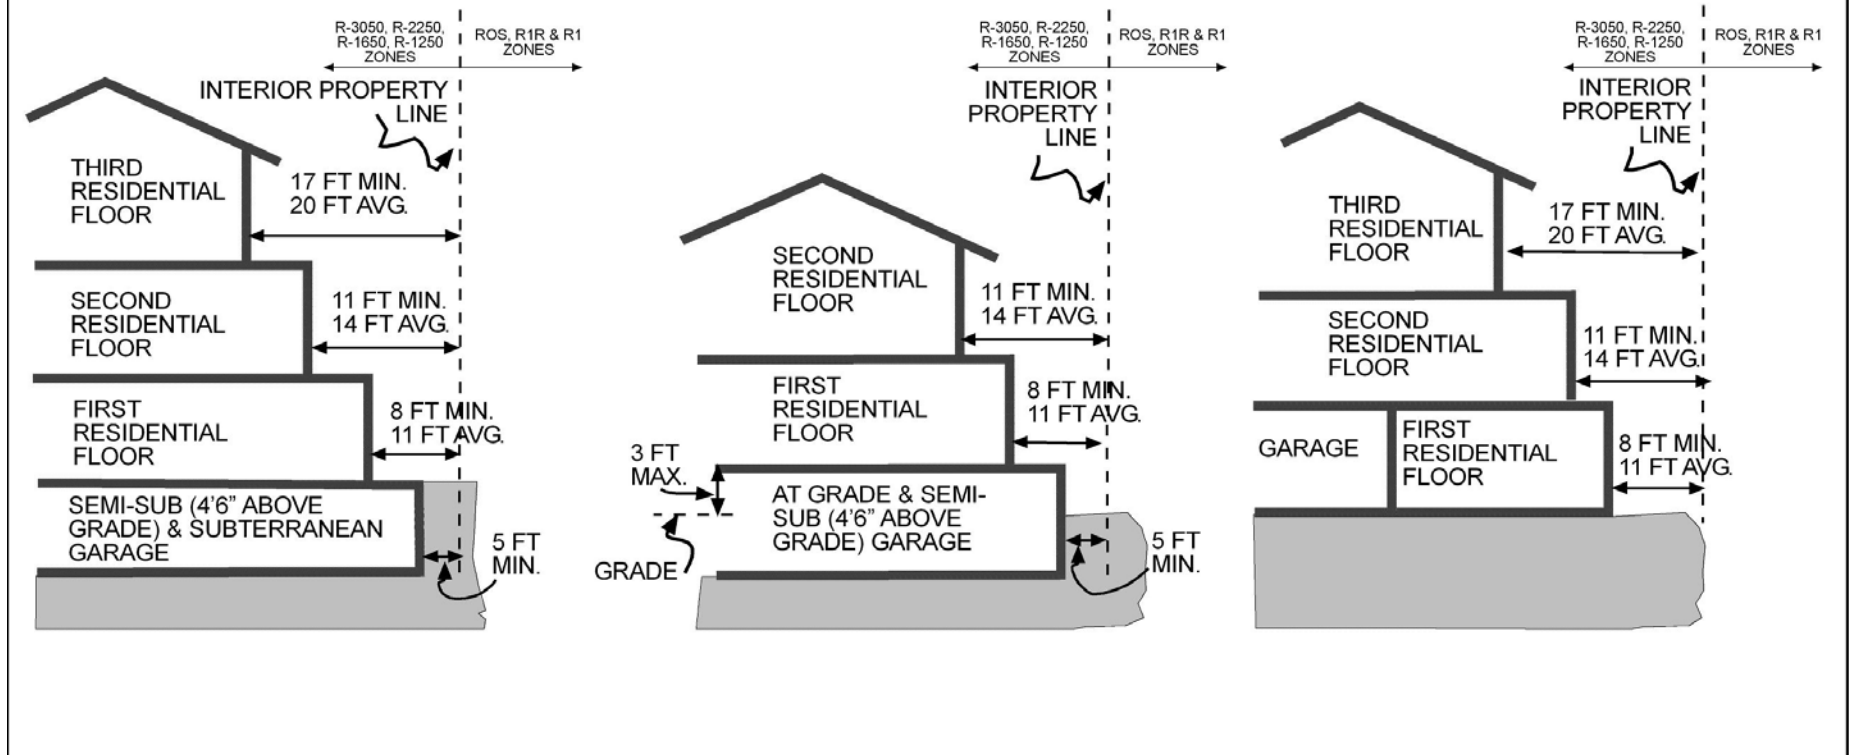 R-3050, R-2250,
R-1650, R-1250
ZONES
ROS, R1R & R1
ZONES
INTERIOR PROPERTY
LINE
THIRD
RESIDENTIAL
FLOOR
17 FT MIN.
20 FT AVG.
SECOND
RESIDENTIAL
FLOOR
11 FT MIN.
14 FT AVG.
FIRST
RESIDENTIAL
FLOOR
8 FT MIN.
11 FT AVG.
SEMI-SUB (4'6" ABOVE
GRADE) & SUBTERRANEAN
GARAGE
5 FT
MIN.
R-3050, R-2250,
R-1650, R-1250
ZONES
ROS, R1R & R1
ZONES
INTERIOR
PROPERTY
LINE
SECOND
RESIDENTIAL
FLOOR
11 FT MIN.
14 FT AVG.
FIRST
RESIDENTIAL
FLOOR
8 FT MIN.
11 FT AVG.
3 FT
MAX.
AT GRADE & SEMI-
SUB (4'6" ABOVE
GRADE) GARAGE
GRADE
5 FT
MIN.
R-3050, R-2250,
R-1650, R-1250
ZONES
ROS, R1R & R1
ZONES
INTERIOR
PROPERTY
LINE
THIRD
RESIDENTIAL
FLOOR
17 FT MIN.
20 FT AVG.
SECOND
RESIDENTIAL
FLOOR
11 FT MIN.
14 FT AVG.
GARAGE
FIRST
RESIDENTIAL
FLOOR
8 FT MIN.
11 FT AVG.